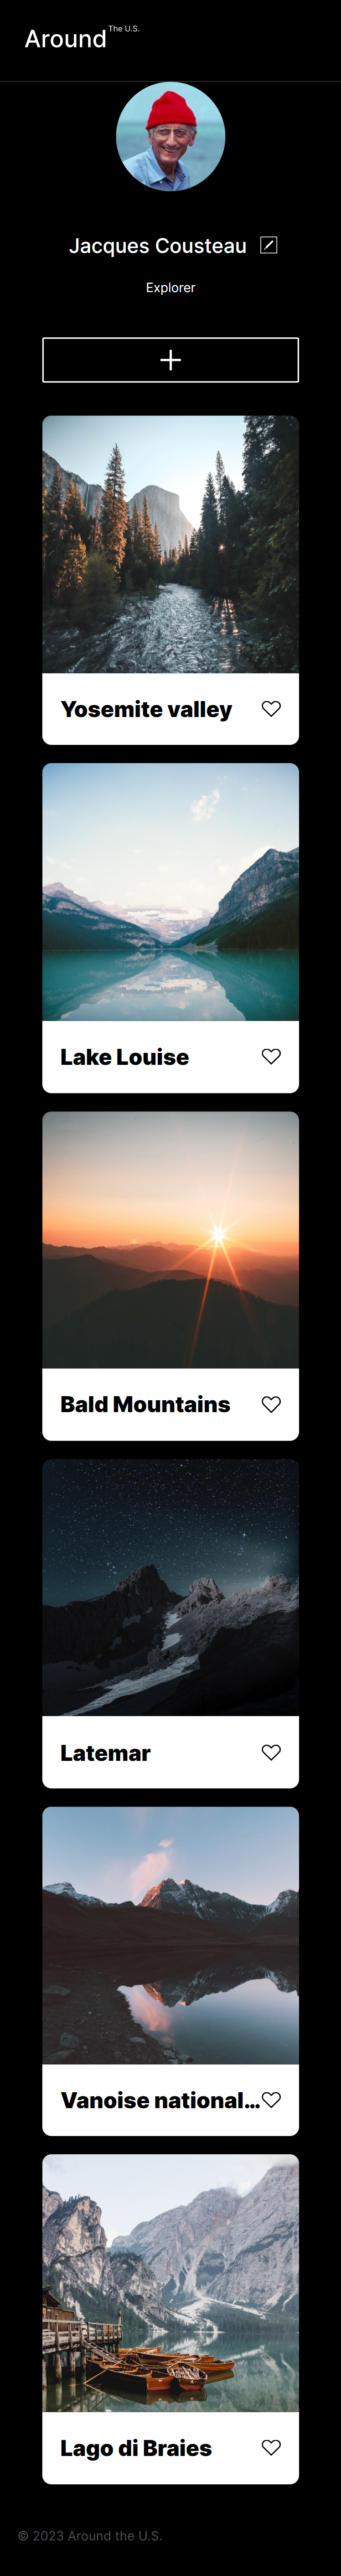 Around The U.S.
Jacques Cousteau
Explorer
Yosemite valley
Lake Louise
Bald Mountains
Latemar
Vanoise national...
Lago di Braies
© 2023 Around the U.S.